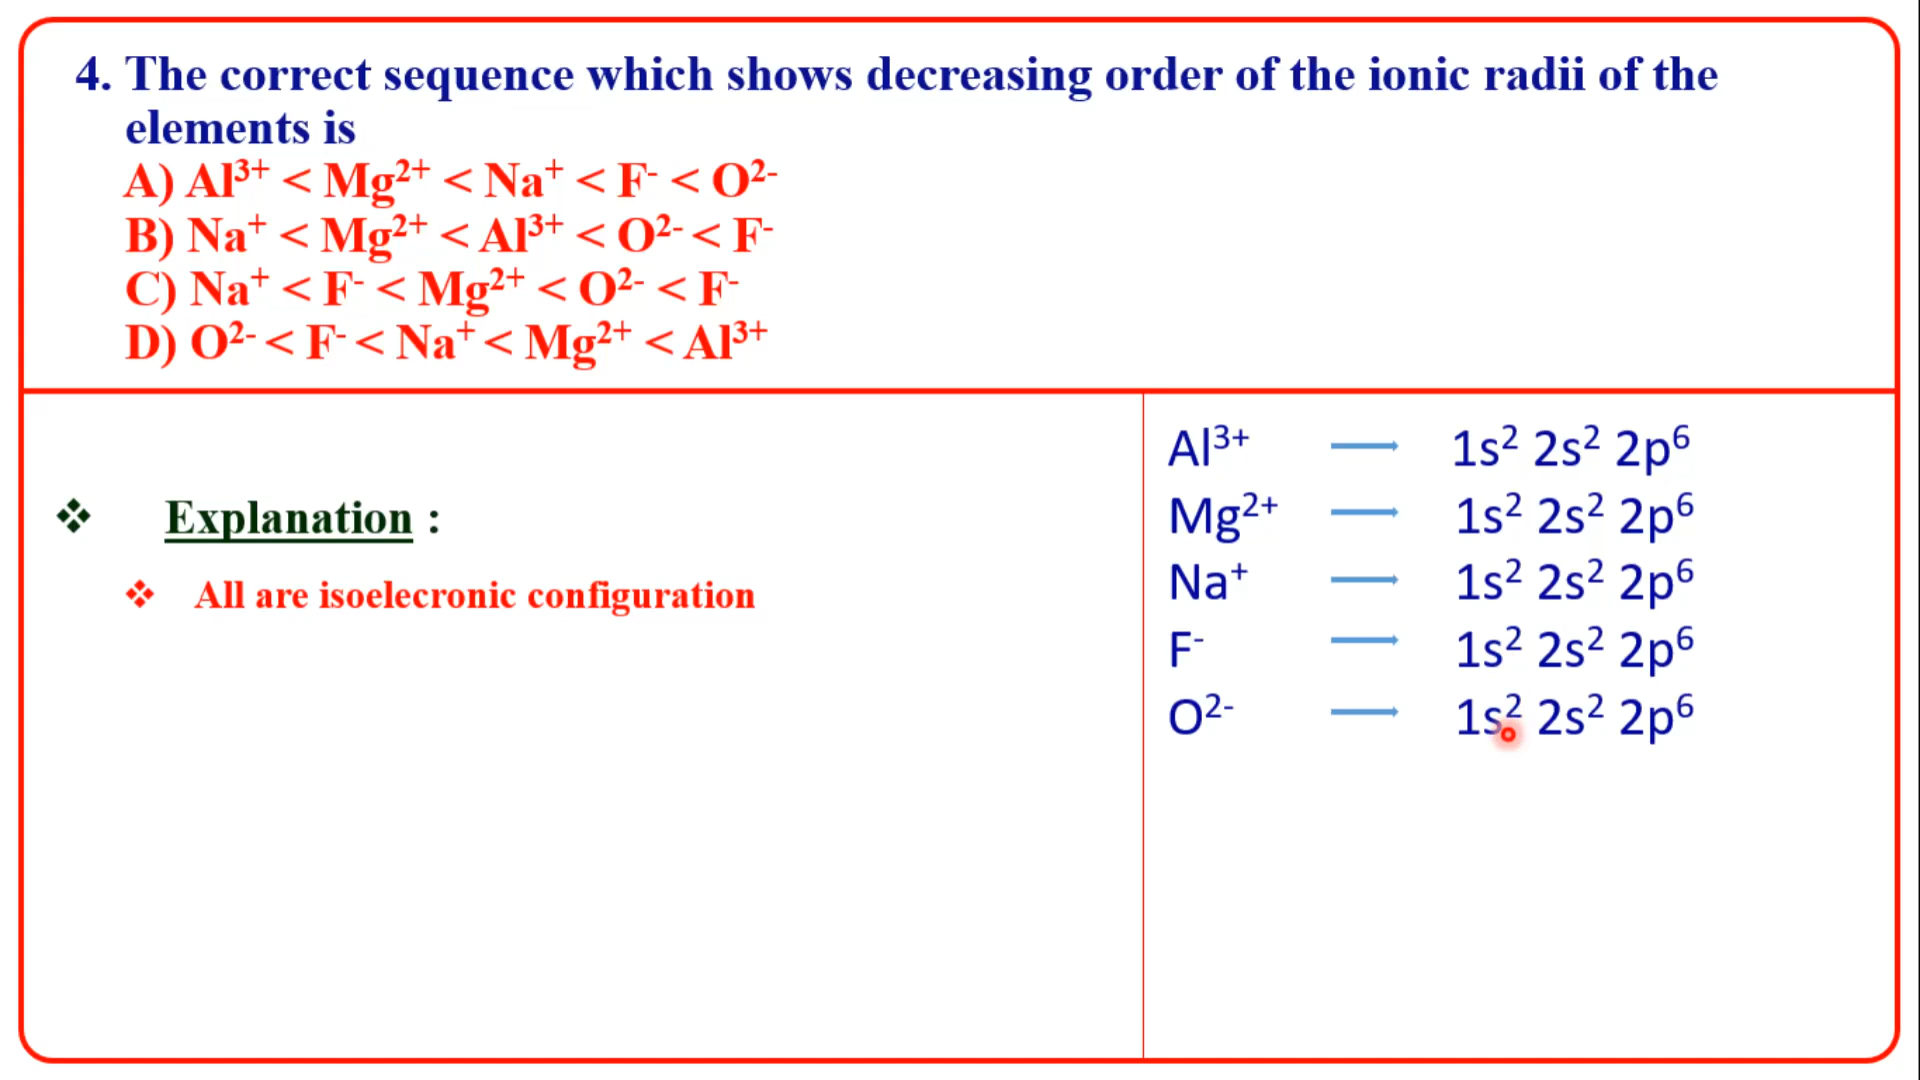 4. The correct sequence which shows decreasing order of the ionic radii of the
elements is
A) Al³⁺ < Mg²⁺ < Na⁺ < F⁻ < O²⁻
B) Na⁺ < Mg²⁺ < Al³⁺ < O²⁻ < F⁻
C) Na⁺ < F⁻ < Mg²⁺ < O²⁻ < F⁻
D) O²⁻ < F⁻ < Na⁺ < Mg²⁺ < Al³⁺
❖ Explanation :
❖ All are isoelecronic configuration
Al³⁺ → 1s² 2s² 2p⁶
Mg²⁺ → 1s² 2s² 2p⁶
Na⁺ → 1s² 2s² 2p⁶
F⁻ → 1s² 2s² 2p⁶
O²⁻ → 1s² 2s² 2p⁶